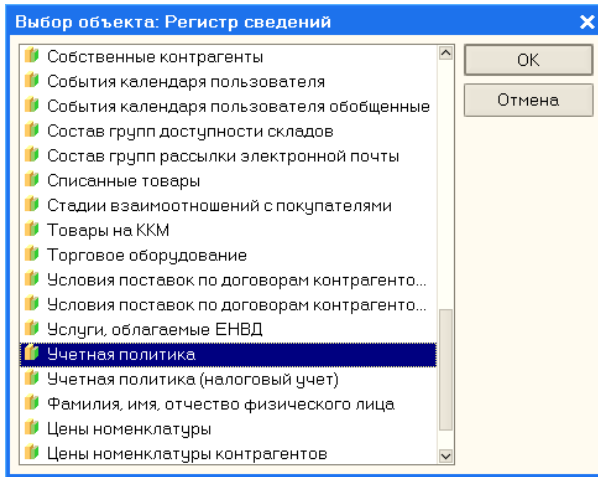 Выбор объекта: Регистр сведений
Собственные контрагенты
События календаря пользователя
События календаря пользователя обобщенные
Состав групп доступности складов
Состав групп рассылки электронной почты
Списанные товары
Стадии взаимоотношений с покупателями
Товары на ККМ
Торговое оборудование
Условия поставок по договорам контрагенто...
Условия поставок по договорам контрагенто...
Услуги, облагаемые ЕНВД
Учетная политика
Учетная политика (налоговый учет)
Фамилия, имя, отчество физического лица
Цены номенклатуры
Цены номенклатуры контрагентов
OK
Отмена